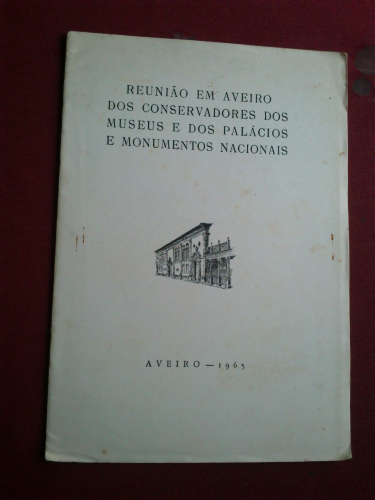 REUNIÃO EM AVEIRO
DOS CONSERVADORES DOS
MUSEUS E DOS PALÁCIOS
E MONUMENTOS NACIONAIS
AVEIRO — 1965